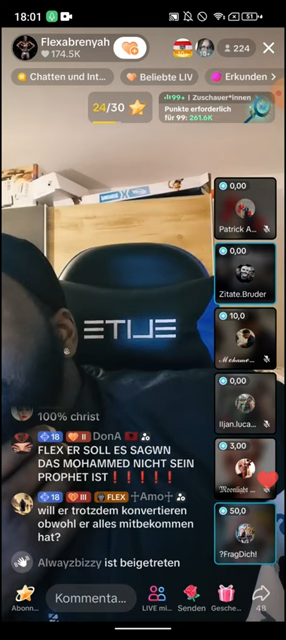 18:01
51
Flexabrenyah
174.5K
224
Chatten und Int...
Beliebte LIV
Erkunden
24/30
99+ | Zuschauer*innen
Punkte erforderlich
für 99: 261.6K
0,00
Patrick A...
0,00
Zitate.Bruder
ETIJE
10,0
Mohame...
0,00
Iljan.luca...
3,00
Moonlight
50,0
?FragDich!
100% christ
18 II DonA
FLEX ER SOLL ES SAGWN
DAS MOHAMMED NICHT SEIN
PROPHET IST❗❗❗❗❗
18 III FLEX ☩Amo☩
will er trotzdem konvertieren
obwohl er alles mitbekommen
hat?
Alwayzbizzy ist beigetreten
Abonn...
Kommenta...
LIVE mi...
Senden
Gesche...
48